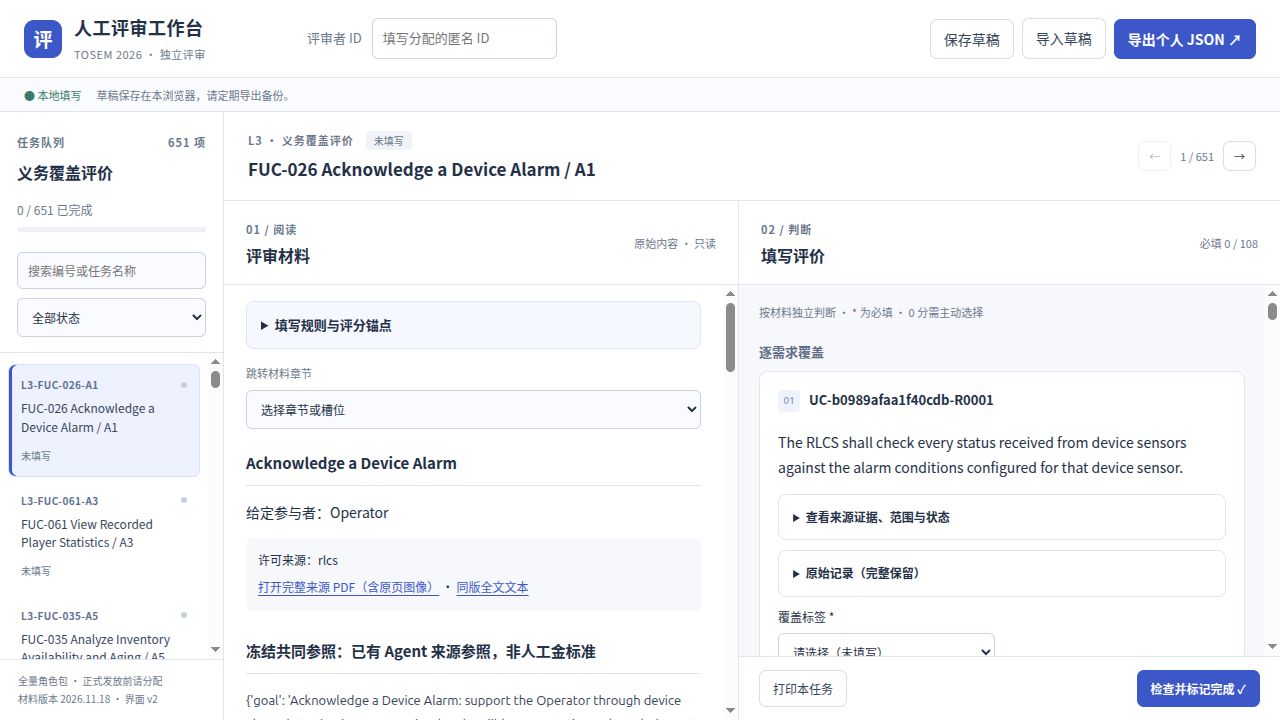 评
人工评审工作台
TOSEM 2026 · 独立评审
评审者 ID
填写分配的匿名 ID
保存草稿
导入草稿
导出个人 JSON ↗
本地填写
草稿保存在本浏览器，请定期导出备份。
任务队列
651 项
义务覆盖评价
0 / 651 已完成
搜索编号或任务名称
全部状态
L3-FUC-026-A1
FUC-026 Acknowledge a
Device Alarm / A1
未填写
L3-FUC-061-A3
FUC-061 View Recorded
Player Statistics / A3
未填写
L3-FUC-035-A5
FUC-035 Analyze Inventory
Availability and Aging / A5
全量角色包 · 正式发放前请分配
材料版本 2026.11.18 · 界面 v2
L3 · 义务覆盖评价
未填写
FUC-026 Acknowledge a Device Alarm / A1
←
1 / 651
→
01 / 阅读
评审材料
原始内容 · 只读
填写规则与评分锚点
跳转材料章节
选择章节或槽位
Acknowledge a Device Alarm
给定参与者：Operator
许可来源：rlcs
打开完整来源 PDF（含原页图像） · 同版全文文本
冻结共同参照：已有 Agent 来源参照，非人工金标准
{'goal': 'Acknowledge a Device Alarm: support the Operator through device
02 / 判断
填写评价
必填 0 / 108
按材料独立判断 · * 为必填 · 0 分需主动选择
逐需求覆盖
01
UC-b0989afaa1f40cdb-R0001
The RLCS shall check every status received from device sensors
against the alarm conditions configured for that device sensor.
查看来源证据、范围与状态
原始记录（完整保留）
覆盖标签 *
请选择（未填写）
打印本任务
检查并标记完成 ✓